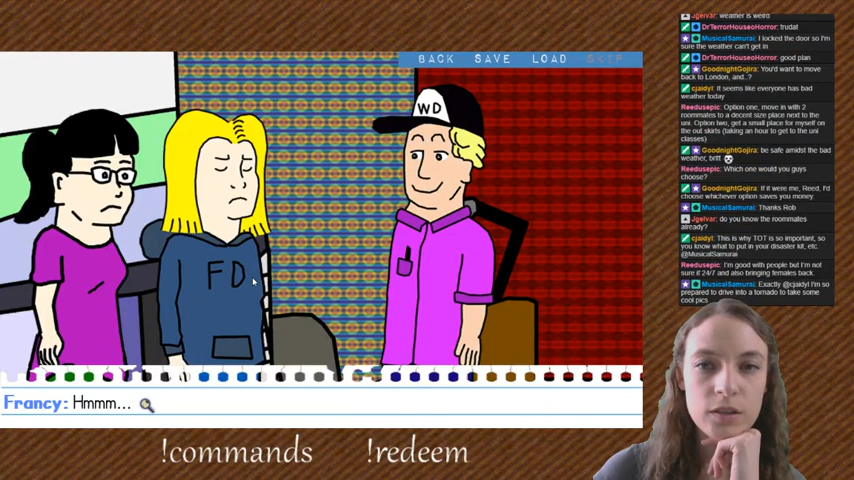 BACK SAVE LOAD SKIP
WD
FD
Francy: Hmmm...
!commands !redeem
Jgelvar: weather is weird
DrTerrorHouseoHorror: trudat
MusicalSamurai: I locked the door so I'm
sure the weather can't get in
DrTerrorHouseoHorror: good plan
GoodnightGojira: You'd want to move
back to London, and..?
cjaidyl: it seems like everyone has bad
weather today
Reedusepic: Option one, move in with 2
roommates to a decent size place next to the
uni. Option two, get a small place for myself on
the out skirts (taking an hour to get to the uni
classes)
GoodnightGojira: be safe amidst the bad
weather, britt
Reedusepic: Which one would you guys
choose?
GoodnightGojira: If it were me, Reed, I'd
choose whichever option saves you money.
MusicalSamurai: Thanks Rob
Jgelvar: do you know the roommates
already?
cjaidyl: This is why TOT is so important, so
you know what to put in your disaster kit, etc.
@MusicalSamurai
Reedusepic: I'm good with people but I'm not
sure if 24/7 and also bringing females back.
MusicalSamurai: Exactly @cjaidyl I'm so
prepared to drive into a tornado to take some
cool pics